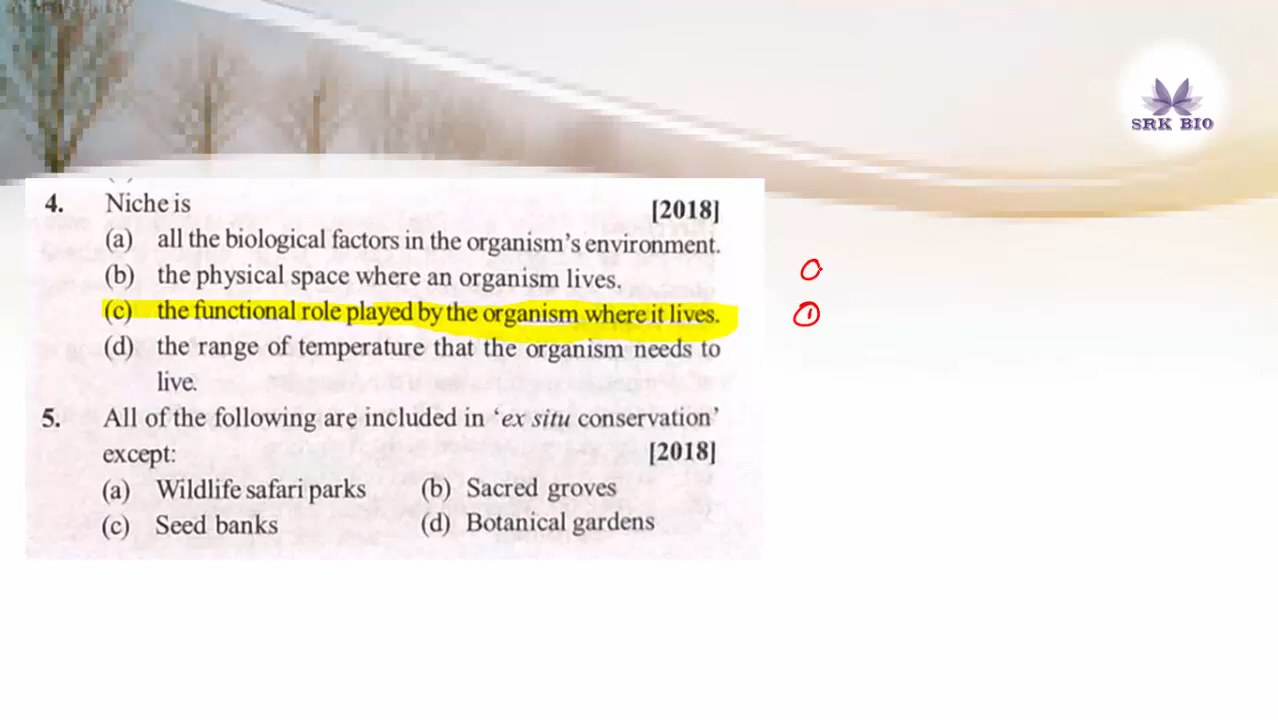 SRK BIO
4. Niche is [2018]
(a) all the biological factors in the organism's environment.
(b) the physical space where an organism lives.
(c) the functional role played by the organism where it lives.
(d) the range of temperature that the organism needs to
live.
5. All of the following are included in ‘ex situ conservation’
except: [2018]
(a) Wildlife safari parks (b) Sacred groves
(c) Seed banks (d) Botanical gardens